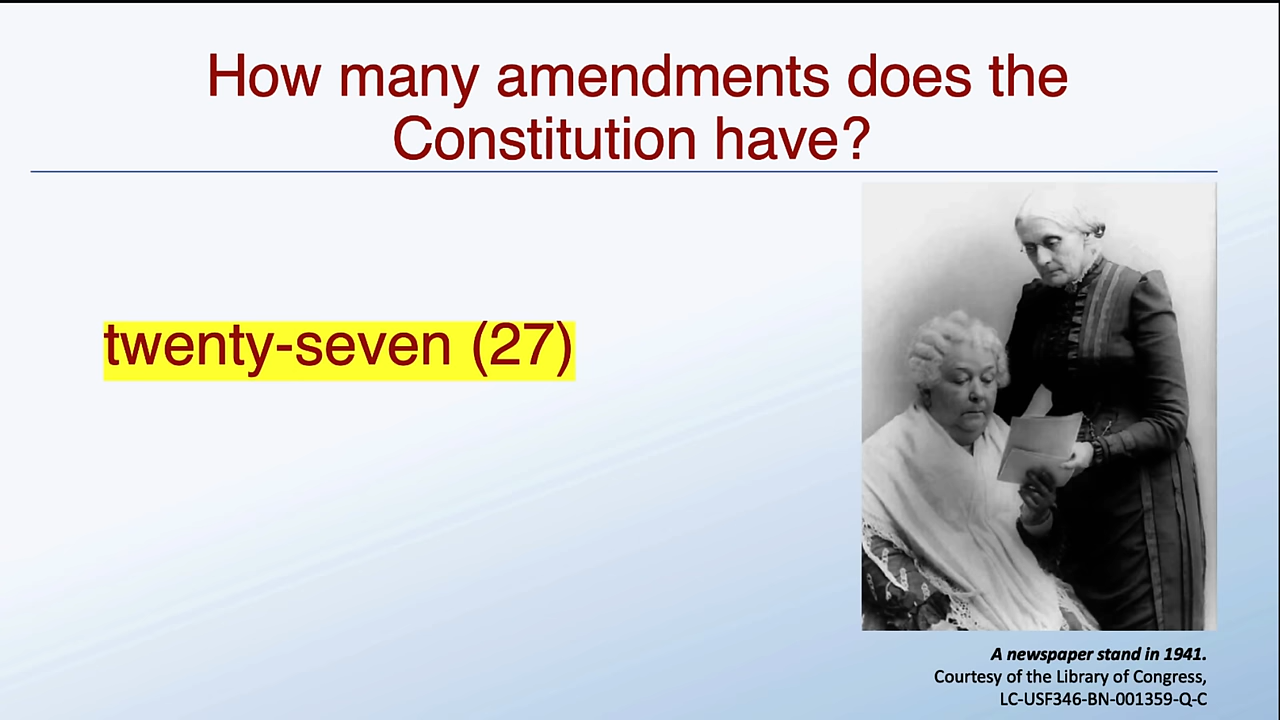 How many amendments does the
Constitution have?
twenty-seven (27)
A newspaper stand in 1941.
Courtesy of the Library of Congress,
LC-USF346-BN-001359-Q-C